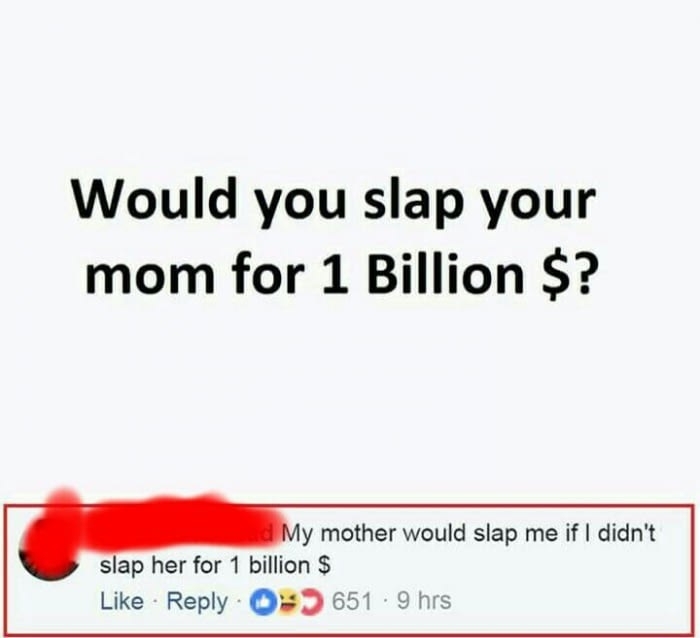 Would you slap your
mom for 1 Billion $?
My mother would slap me if I didn't
slap her for 1 billion $
Like · Reply · 651 · 9 hrs